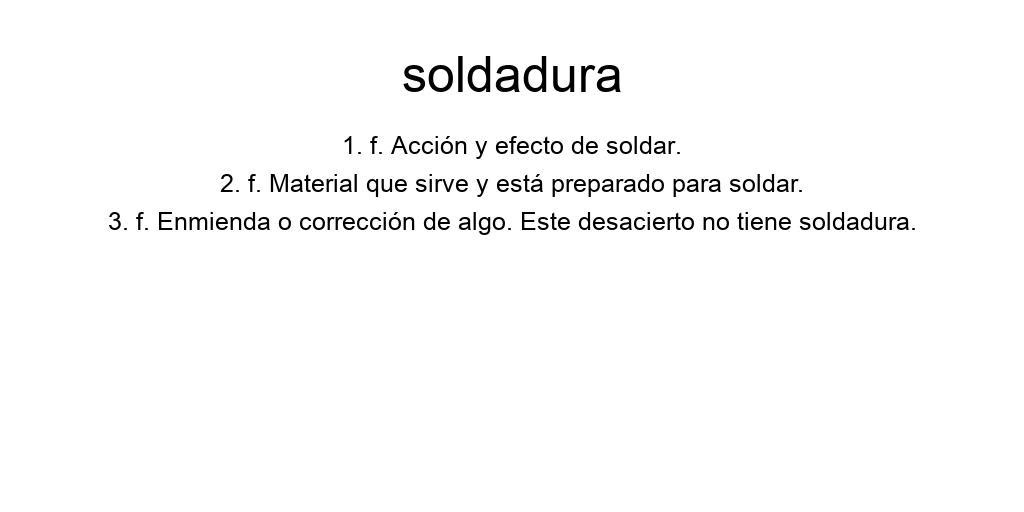 soldadura
1. f. Acción y efecto de soldar.
2. f. Material que sirve y está preparado para soldar.
3. f. Enmienda o corrección de algo. Este desacierto no tiene soldadura.